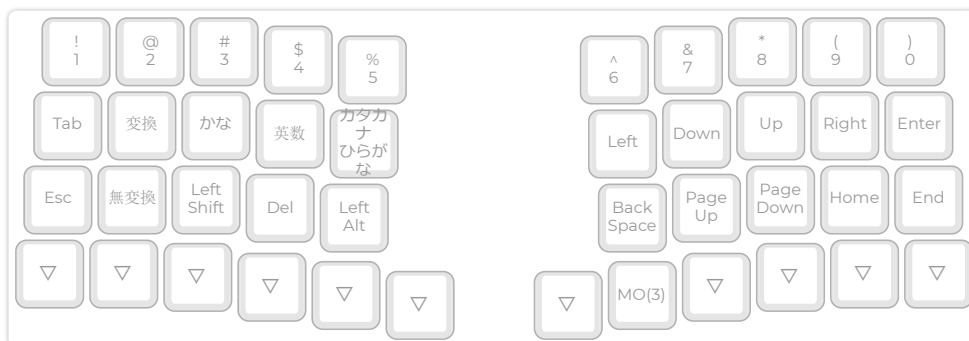 ! @ # $ % ^ & * ( )
1 2 3 4 5 6 7 8 9 0
Tab 変換 かな 英数 カタカ
ナ
ひらが
な Left Down Up Right Enter
Esc 無変換 Left
Shift Del Left
Alt Back
Space Page
Up Page
Down Home End
▽ ▽ ▽ ▽ ▽ ▽ ▽ MO(3) ▽ ▽ ▽ ▽